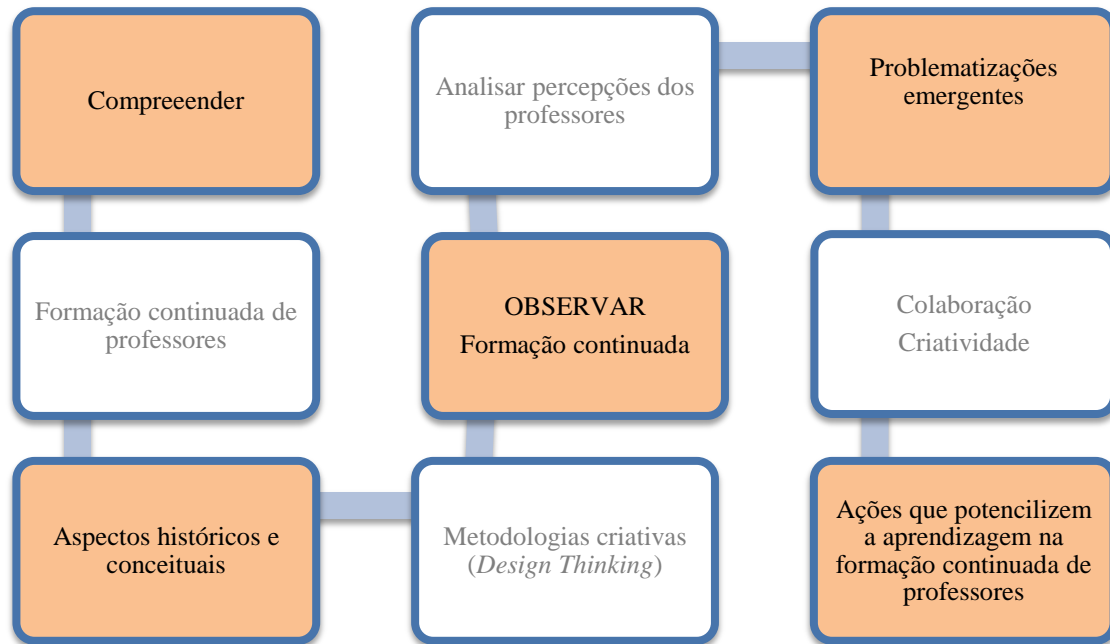 Compreeender
Formação continuada de
professores
Aspectos históricos e
conceituais
Metodologias criativas
(Design Thinking)
OBSERVAR
Formação continuada
Analisar percepções dos
professores
Problematizações
emergentes
Colaboração
Criatividade
Ações que potencilizem
a aprendizagem na
formação continuada de
professores